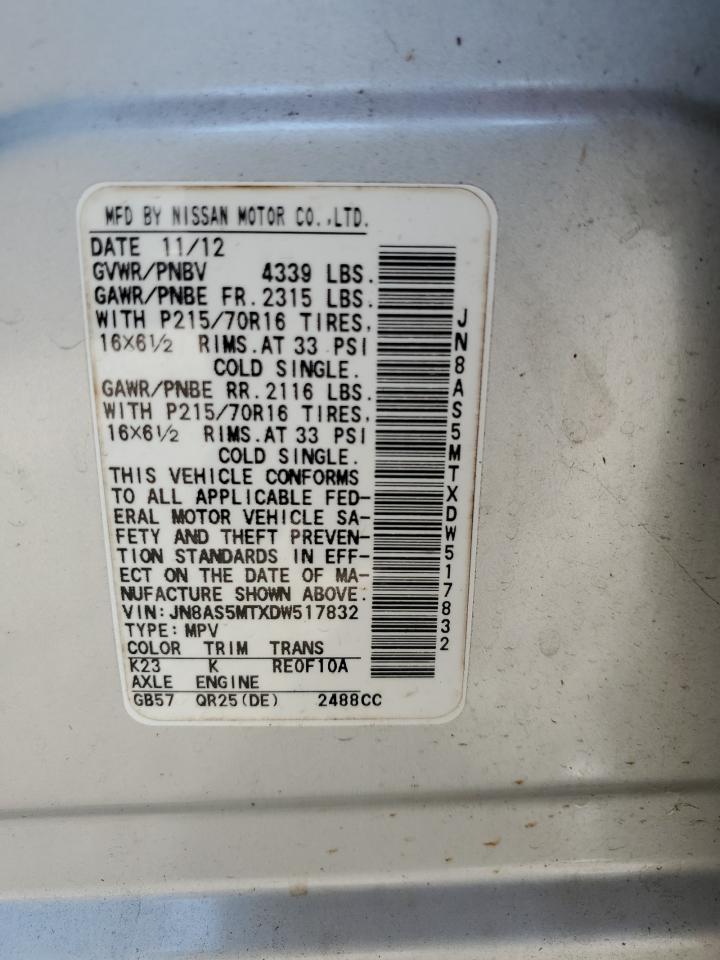 MFD BY NISSAN MOTOR CO.,LTD.
DATE 11/12
GVWR/PNBV 4339 LBS.
GAWR/PNBE FR.2315 LBS.
WITH P215/70R16 TIRES,
16X6½ RIMS.AT 33 PSI
COLD SINGLE.
GAWR/PNBE RR.2116 LBS.
WITH P215/70R16 TIRES,
16X6½ RIMS.AT 33 PSI
COLD SINGLE.
THIS VEHICLE CONFORMS
TO ALL APPLICABLE FED-
ERAL MOTOR VEHICLE SA-
FETY AND THEFT PREVEN-
TION STANDARDS IN EFF-
ECT ON THE DATE OF MA-
NUFACTURE SHOWN ABOVE.
VIN:JN8AS5MTXDW517832
TYPE:MPV
COLOR TRIM TRANS
K23 K RE0F10A
AXLE ENGINE
GB57 QR25(DE) 2488CC
JN8AS5MTXDW517832